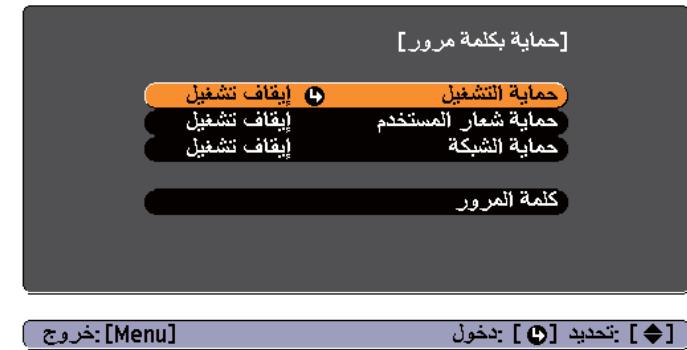 [حماية بكلمة مرور]
حماية التشغيل إيقاف تشغيل
حماية شعار المستخدم إيقاف تشغيل
حماية الشبكة إيقاف تشغيل
كلمة المرور
[ ] :تحديد [ ] :دخول [Menu] :خروج